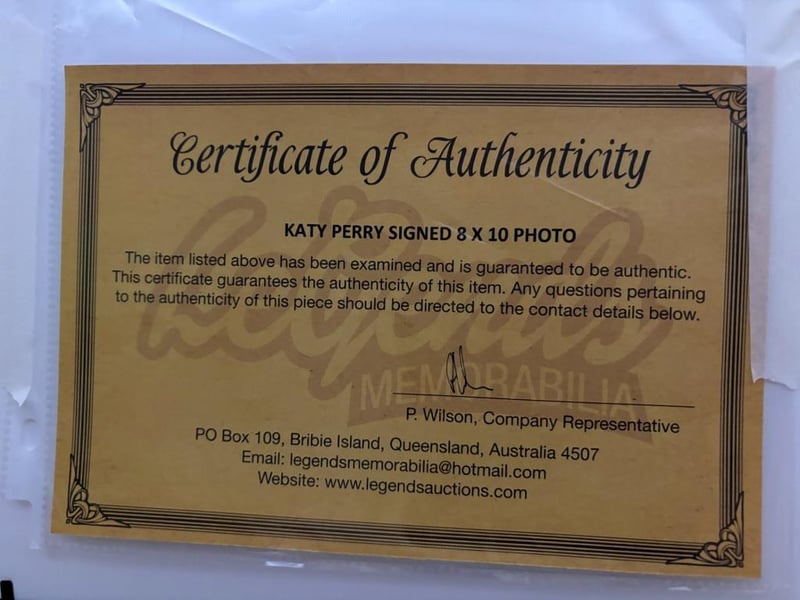 Certificate of Authenticity
KATY PERRY SIGNED 8 X 10 PHOTO
The item listed above has been examined and is guaranteed to be authentic.
This certificate guarantees the authenticity of this item. Any questions pertaining
to the authenticity of this piece should be directed to the contact details below.
Legends
MEMORABILIA
P. Wilson, Company Representative
PO Box 109, Bribie Island, Queensland, Australia 4507
Email: legendsmemorabilia@hotmail.com
Website: www.legendsauctions.com